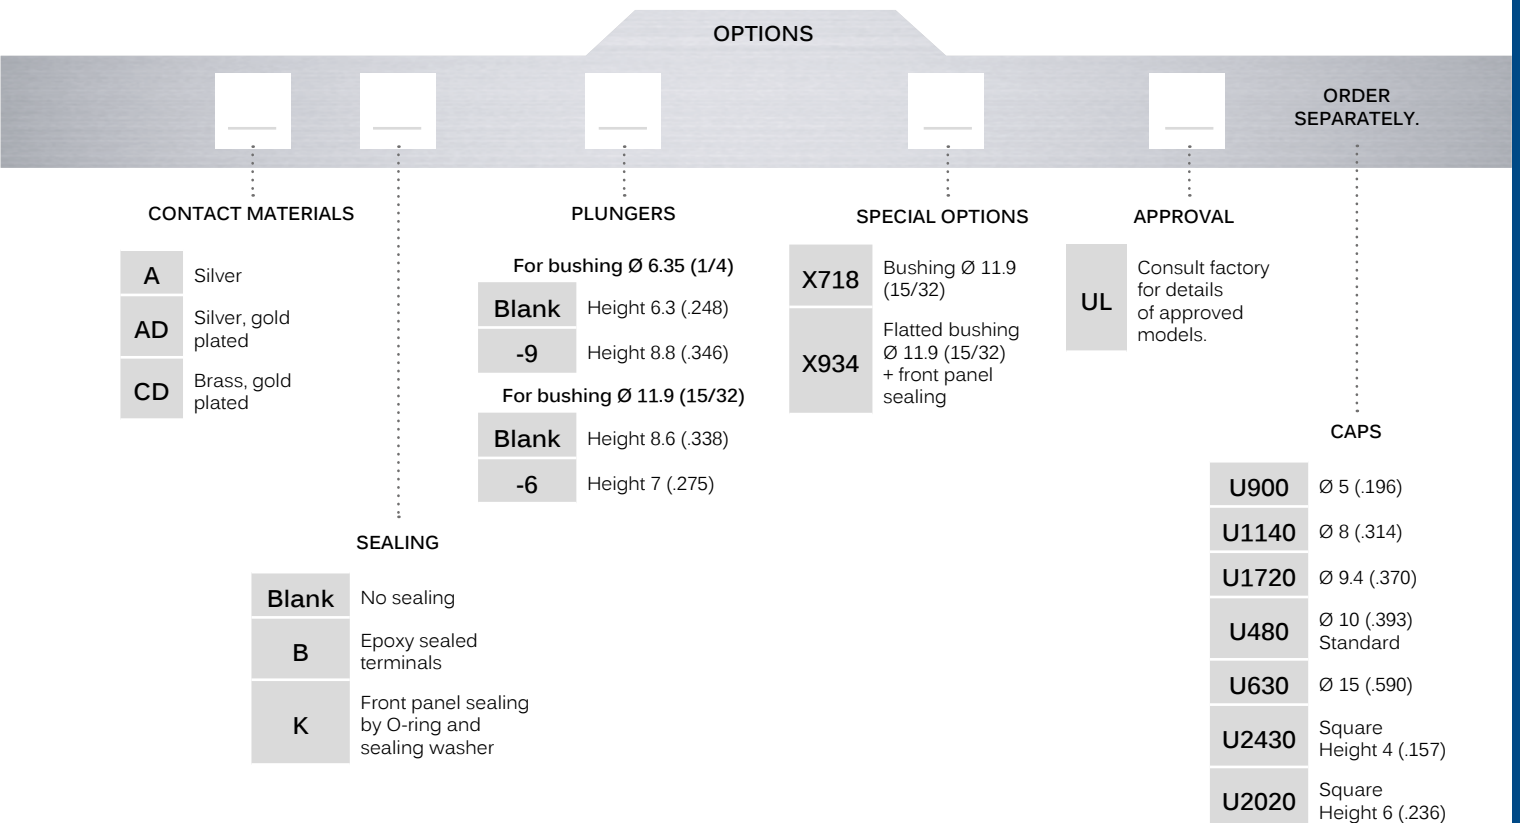 OPTIONS
ORDER
SEPARATELY.
CONTACT MATERIALS
A Silver
AD Silver, gold
plated
CD Brass, gold
plated
SEALING
Blank No sealing
B Epoxy sealed
terminals
K Front panel sealing
by O-ring and
sealing washer
PLUNGERS
For bushing Ø 6.35 (1/4)
Blank Height 6.3 (.248)
-9 Height 8.8 (.346)
For bushing Ø 11.9 (15/32)
Blank Height 8.6 (.338)
-6 Height 7 (.275)
SPECIAL OPTIONS
X718 Bushing Ø 11.9
(15/32)
X934 Flatted bushing
Ø 11.9 (15/32)
+ front panel
sealing
APPROVAL
UL Consult factory
for details
of approved
models.
CAPS
U900 Ø 5 (.196)
U1140 Ø 8 (.314)
U1720 Ø 9.4 (.370)
U480 Ø 10 (.393)
Standard
U630 Ø 15 (.590)
U2430 Square
Height 4 (.157)
U2020 Square
Height 6 (.236)